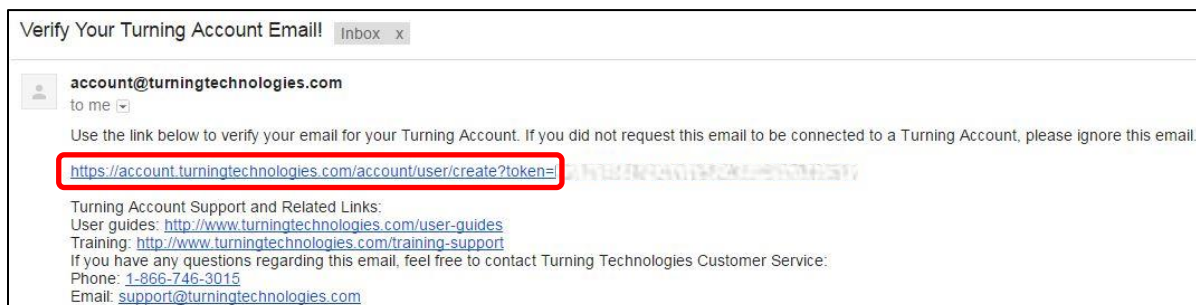 Verify Your Turning Account Email! Inbox x
account@turningtechnologies.com
to me
Use the link below to verify your email for your Turning Account. If you did not request this email to be connected to a Turning Account, please ignore this email.
https://account.turningtechnologies.com/account/user/create?token=
Turning Account Support and Related Links:
User guides: http://www.turningtechnologies.com/user-guides
Training: http://www.turningtechnologies.com/training-support
If you have any questions regarding this email, feel free to contact Turning Technologies Customer Service:
Phone: 1-866-746-3015
Email: support@turningtechnologies.com